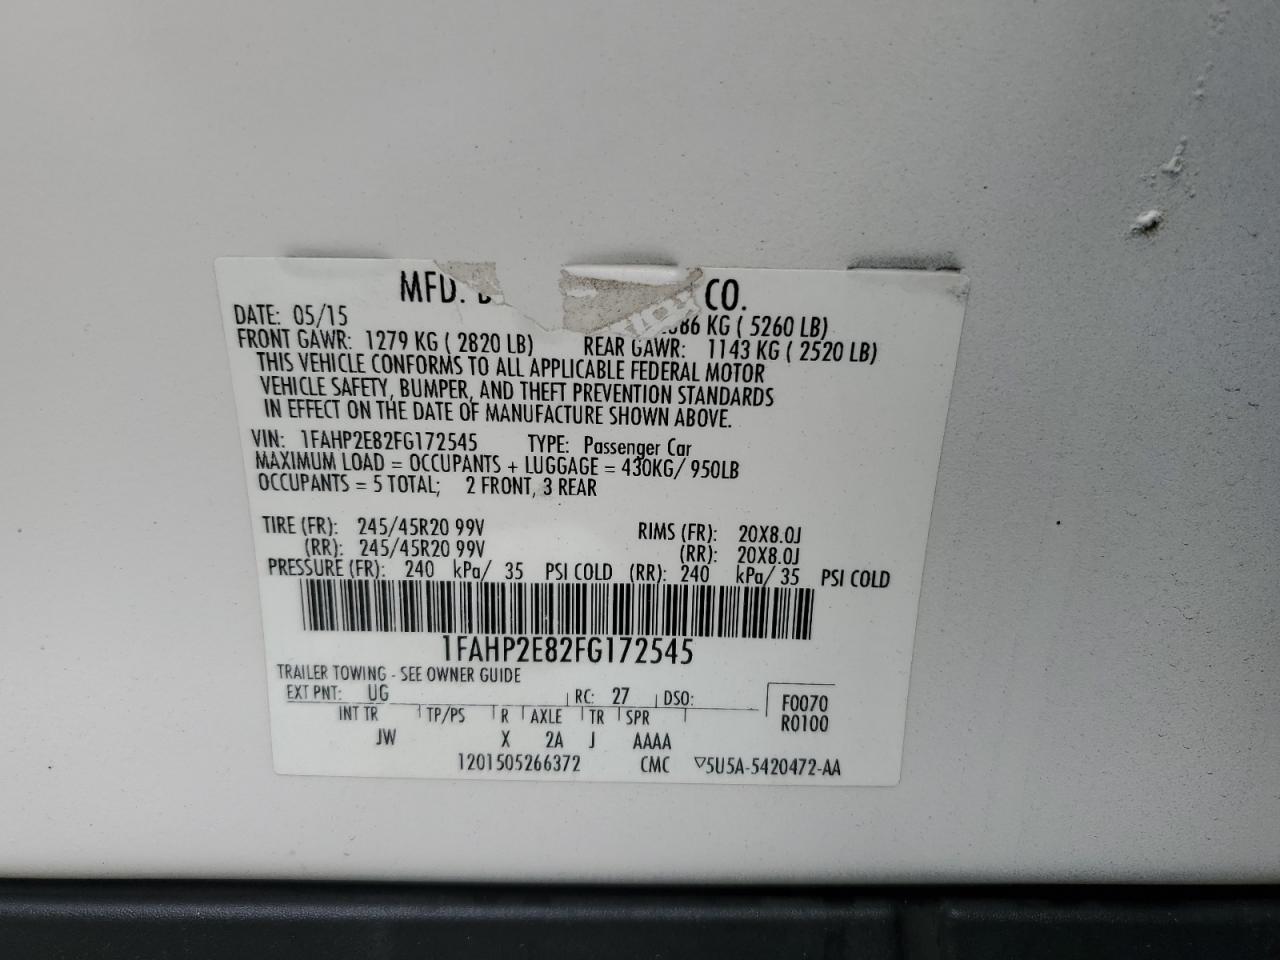 MFD. CO.
DATE: 05/15 KG ( 5260 LB)
FRONT GAWR: 1279 KG ( 2820 LB) REAR GAWR: 1143 KG ( 2520 LB)
THIS VEHICLE CONFORMS TO ALL APPLICABLE FEDERAL MOTOR
VEHICLE SAFETY, BUMPER, AND THEFT PREVENTION STANDARDS
IN EFFECT ON THE DATE OF MANUFACTURE SHOWN ABOVE.
VIN: 1FAHP2E82FG172545 TYPE: Passenger Car
MAXIMUM LOAD = OCCUPANTS + LUGGAGE = 430KG/ 950LB
OCCUPANTS = 5 TOTAL; 2 FRONT, 3 REAR
TIRE (FR): 245/45R20 99V RIMS (FR): 20X8.0J
(RR): 245/45R20 99V (RR): 20X8.0J
PRESSURE (FR): 240 kPa/ 35 PSI COLD (RR): 240 kPa/ 35 PSI COLD
1FAHP2E82FG172545
TRAILER TOWING - SEE OWNER GUIDE
EXT PNT: UG RC: 27 DSO: F0070
INT TR TP/PS R AXLE TR SPR R0100
JW X 2A J AAAA
1201505266372 CMC ▽5U5A-5420472-AA